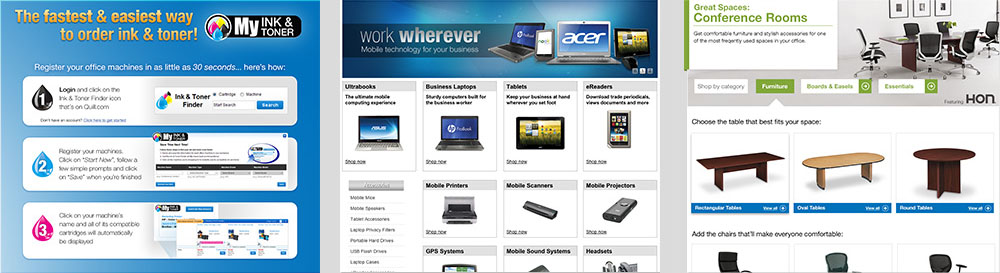 The fastest & easiest way
to order ink & toner!
My INK & TONER
Register your office machines in as little as 30 seconds... here's how:
1
Login and click on the
Ink & Toner Finder icon
that's on Quill.com
Don't have an account? Click here to get started
Ink & Toner
Finder
Cartridge Machine
Start Search
Search
2
Register your machines.
Click on "Start Now", follow a
few simple prompts and click
on "Save" when you're finished
My INK & TONER
3
Click on your machine's
name and all of its compatible
cartridges will automatically
be displayed
work wherever
Mobile technology for your business
acer
nook
Ultrabooks
The ultimate mobile
computing experience
ASUS
Shop now
Business Laptops
Sturdy computers built for
the business worker
ProBook
Shop now
Tablets
Keep your business at hand
wherever you set foot
Shop now
eReaders
Download trade periodicals,
views documents and more
Shop now
Accessories
Mobile Mice
Mobile Speakers
Tablet Accessories
Laptop Privacy Filters
Portable Hard Drives
USB Flash Drives
Laptop Cases
Mobile Printers
Shop now
Mobile Scanners
Shop now
Mobile Projectors
Shop now
GPS Systems
Mobile Sound Systems
Headsets
Great Spaces:
Conference Rooms
Get comfortable furniture and stylish accessories for one
of the most freqently used spaces in your office.
Shop by category
Furniture
Boards & Easels
Essentials
Featuring HON
Choose the table that best fits your space:
Rectangular Tables View all
Oval Tables View all
Round Tables View all
Add the chairs that'll make everyone comfortable: